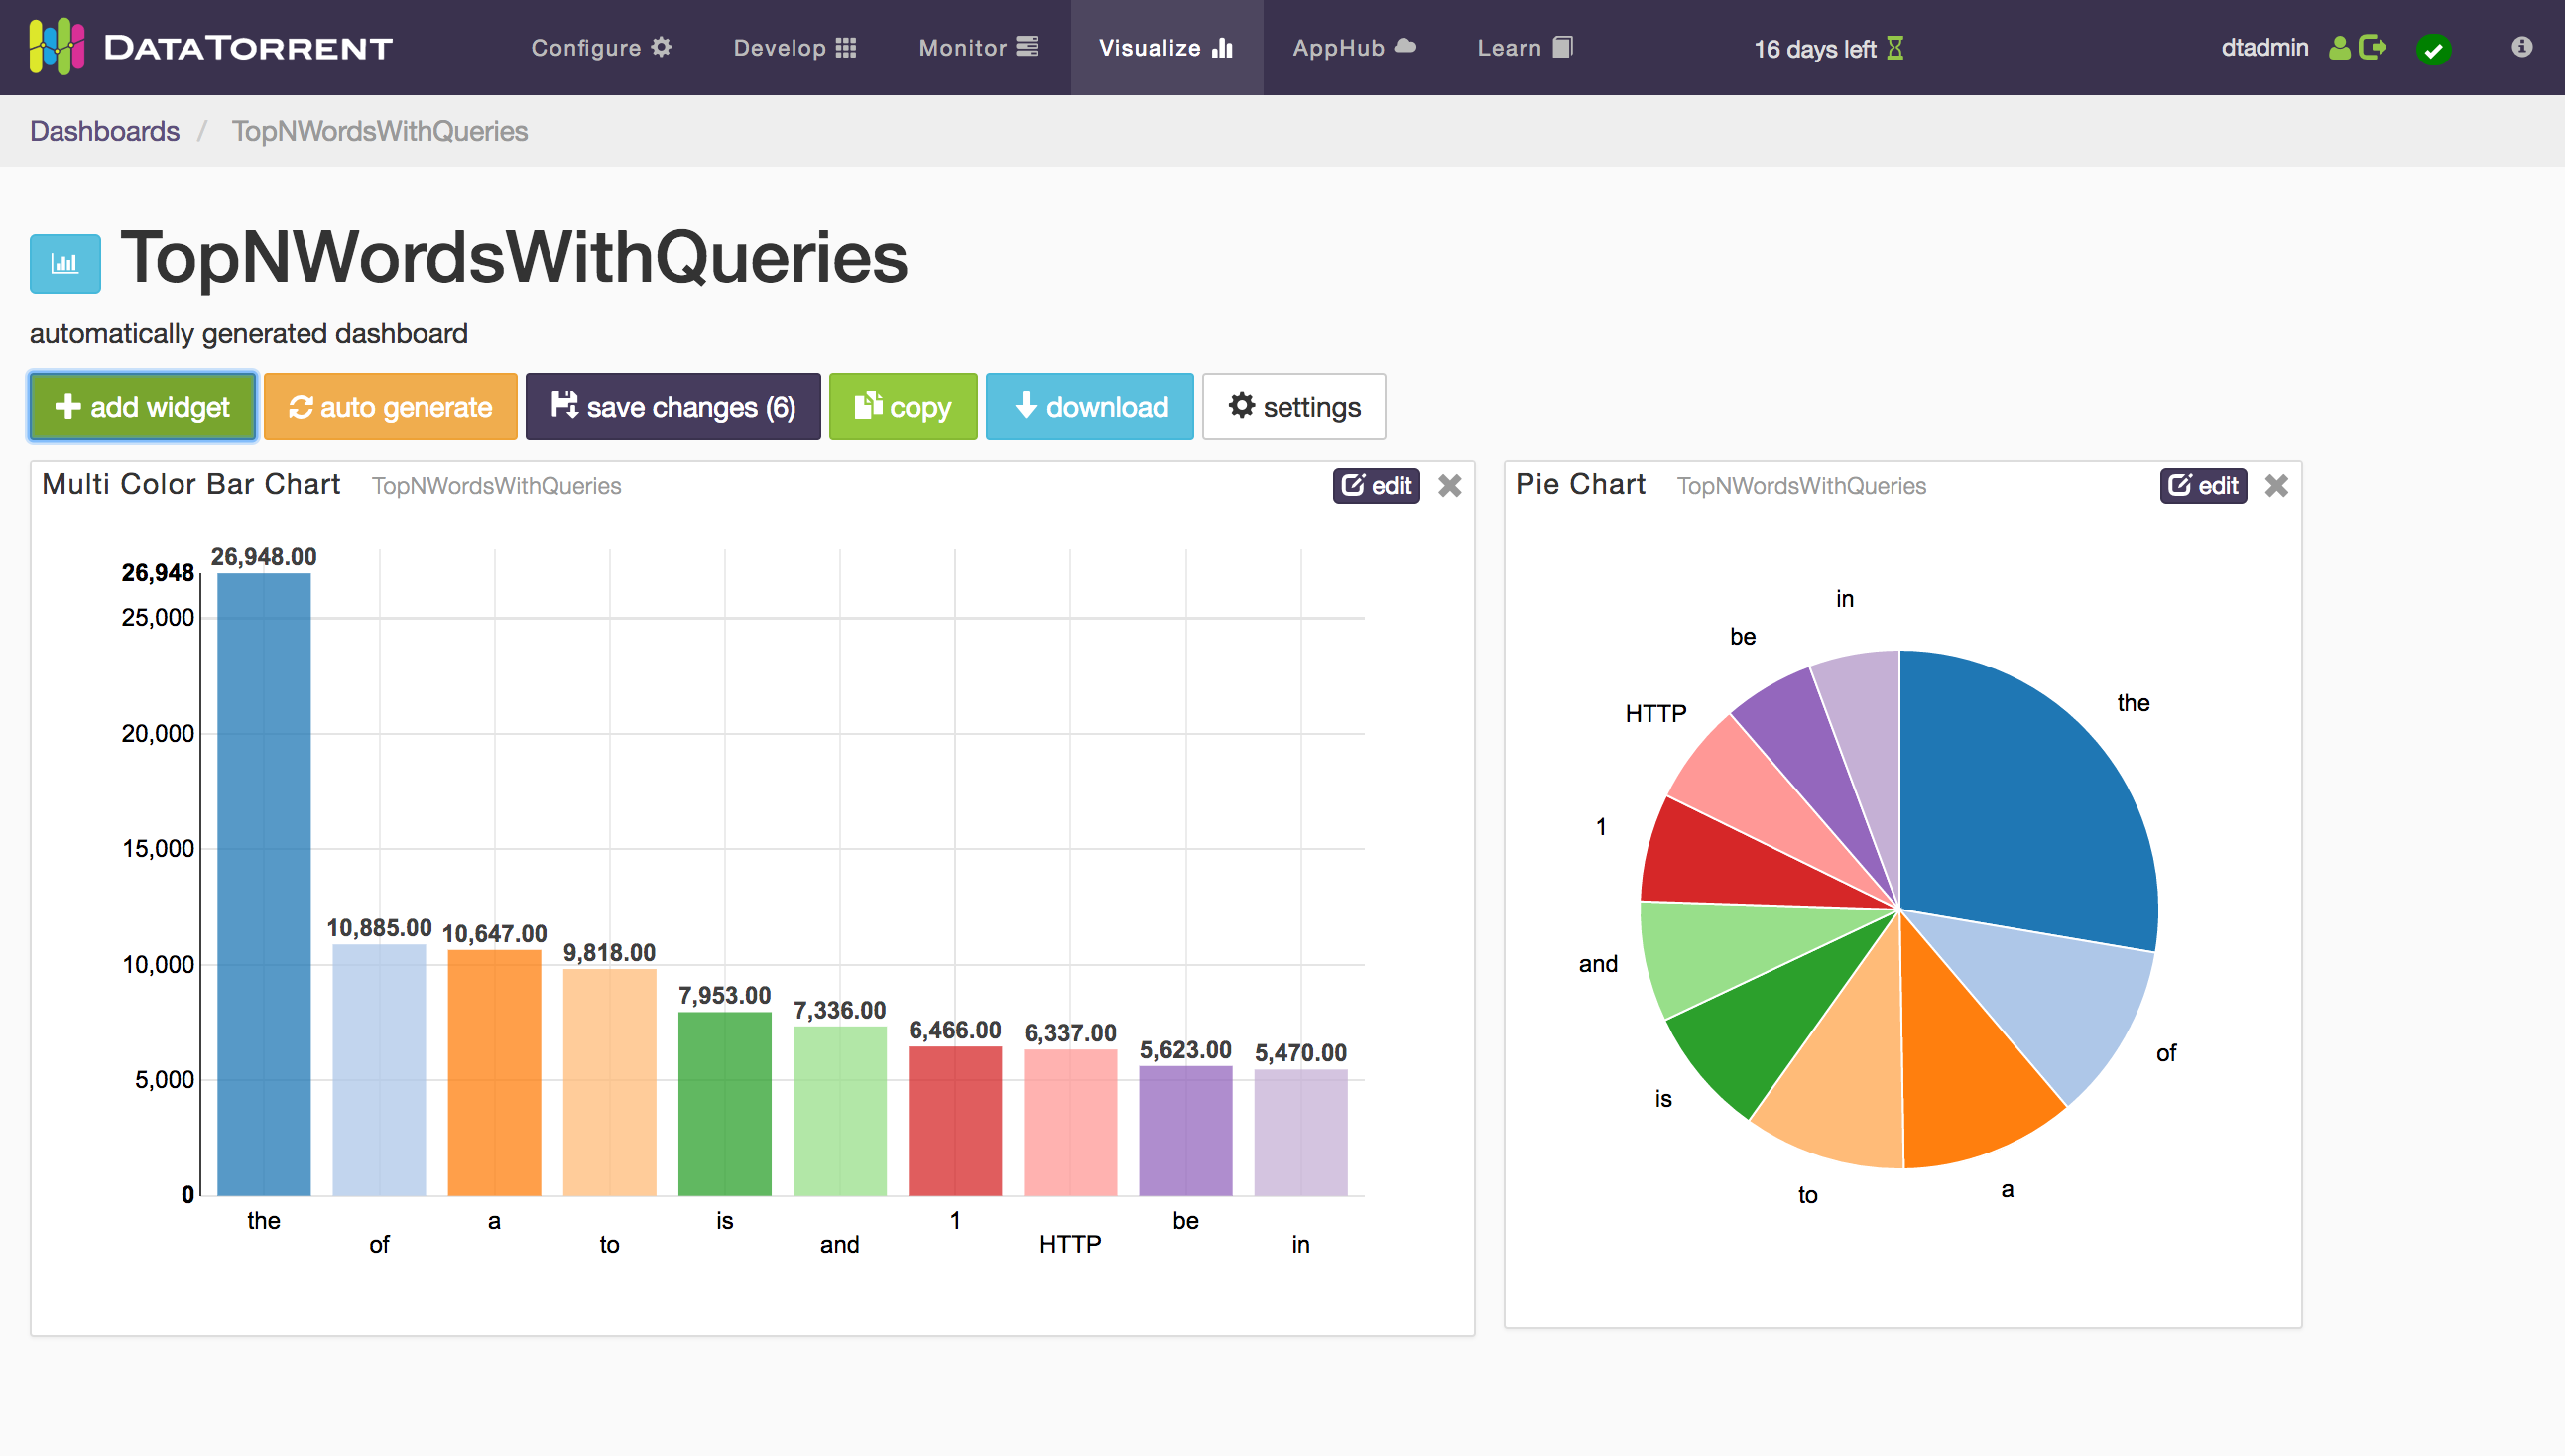 DATATORRENT Configure Develop Monitor Visualize AppHub Learn 16 days left dtadmin
Dashboards / TopNWordsWithQueries
TopNWordsWithQueries
automatically generated dashboard
add widget auto generate save changes (6) copy download settings
Multi Color Bar Chart TopNWordsWithQueries edit
26,948.00
26,948
25,000
20,000
15,000
10,885.00 10,647.00
9,818.00
10,000
7,953.00
7,336.00
6,466.00 6,337.00
5,623.00 5,470.00
5,000
0
the a is 1 be
of to and HTTP in
Pie Chart TopNWordsWithQueries edit
in
be
the
HTTP
1
and
of
is
a
to